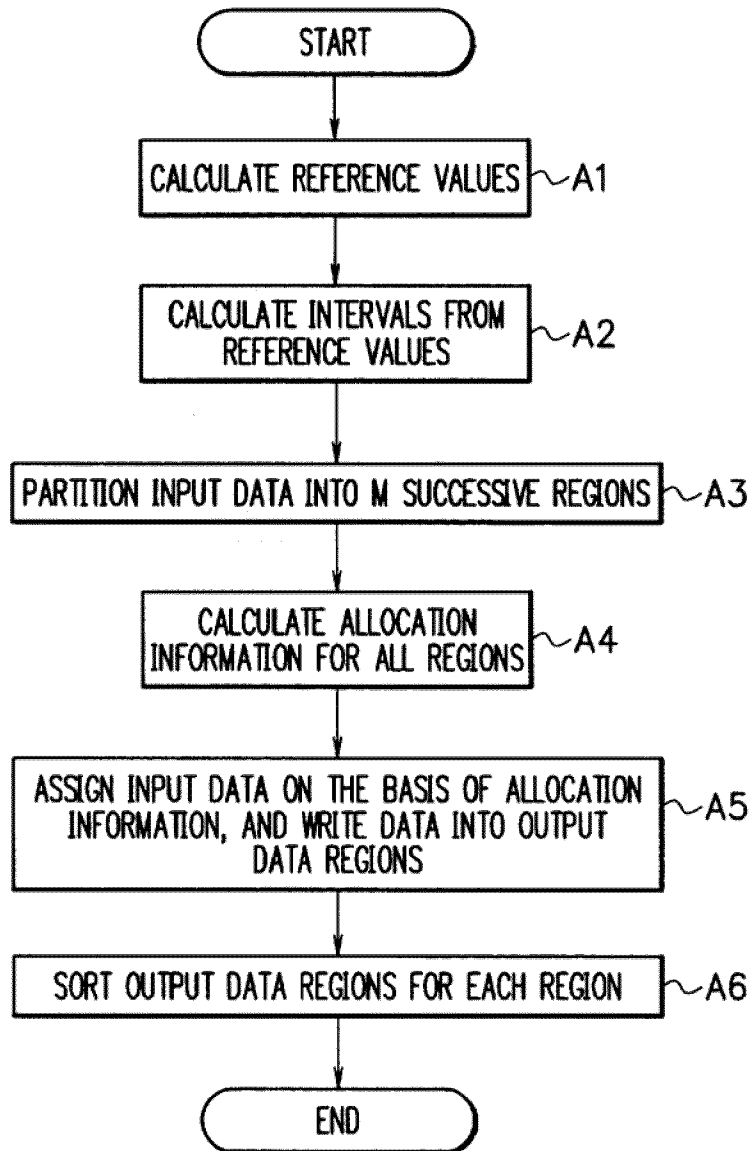 START
CALCULATE REFERENCE VALUES
A1
CALCULATE INTERVALS FROM
REFERENCE VALUES
A2
PARTITION INPUT DATA INTO M SUCCESSIVE REGIONS
A3
CALCULATE ALLOCATION
INFORMATION FOR ALL REGIONS
A4
ASSIGN INPUT DATA ON THE BASIS OF ALLOCATION
INFORMATION, AND WRITE DATA INTO OUTPUT
DATA REGIONS
A5
SORT OUTPUT DATA REGIONS FOR EACH REGION
A6
END